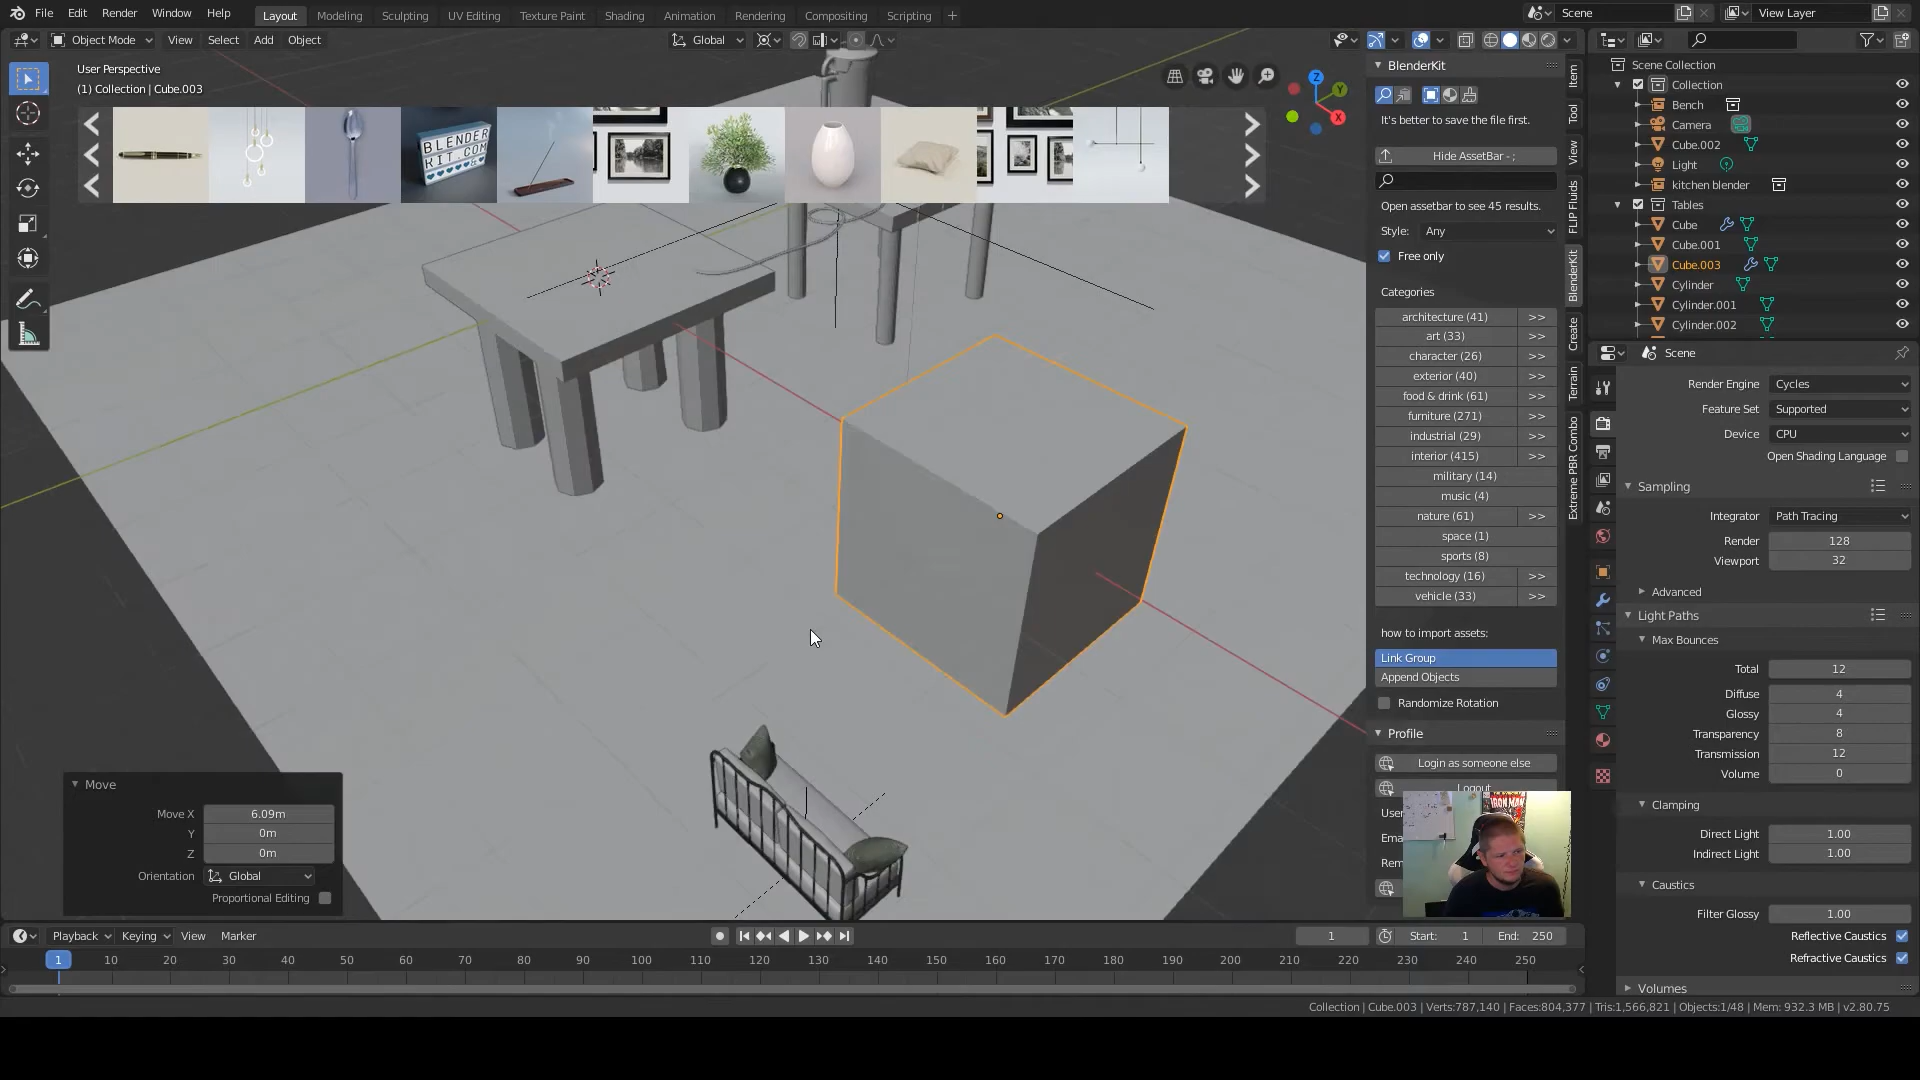 File Edit Render Window Help
Layout Modeling Sculpting UV Editing Texture Paint Shading Animation Rendering Compositing Scripting +
Scene
View Layer
Object Mode View Select Add Object
Global
User Perspective
(1) Collection | Cube.003
Z
Y
X
BLENDER
KIT.COM
BlenderKit
It's better to save the file first.
Hide AssetBar - ;
Open assetbar to see 45 results.
Style: Any
Free only
Categories
architecture (41) >>
art (33) >>
character (26) >>
exterior (40) >>
food & drink (61) >>
furniture (271) >>
industrial (29) >>
interior (415) >>
military (14)
music (4)
nature (61) >>
space (1)
sports (8)
technology (16) >>
vehicle (33) >>
how to import assets:
Link Group
Append Objects
Randomize Rotation
Profile
Login as someone else
Logout
User
Ema
Rem
IRON MAN
Item
Tool
View
FLIP Fluids
BlenderKit
Create
Terrain
Extreme PBR Combo
Scene Collection
Collection
Bench
Camera
Cube.002
Light
kitchen blender
Tables
Cube
Cube.001
Cube.003
Cylinder
Cylinder.001
Cylinder.002
Scene
Render Engine Cycles
Feature Set Supported
Device CPU
Open Shading Language
Sampling
Integrator Path Tracing
Render 128
Viewport 32
Advanced
Light Paths
Max Bounces
Total 12
Diffuse 4
Glossy 4
Transparency 8
Transmission 12
Volume 0
Clamping
Direct Light 1.00
Indirect Light 1.00
Caustics
Filter Glossy 1.00
Reflective Caustics
Refractive Caustics
Volumes
Move
Move X 6.09m
Y 0m
Z 0m
Orientation Global
Proportional Editing
Playback Keying View Marker
1 Start: 1 End: 250
1 10 20 30 40 50 60 70 80 90 100 110 120 130 140 150 160 170 180 190 200 210 220 230 240 250
Collection | Cube.003 | Verts:787,140 | Faces:804,377 | Tris:1,566,821 | Objects:1/48 | Mem: 932.3 MB | v2.80.75